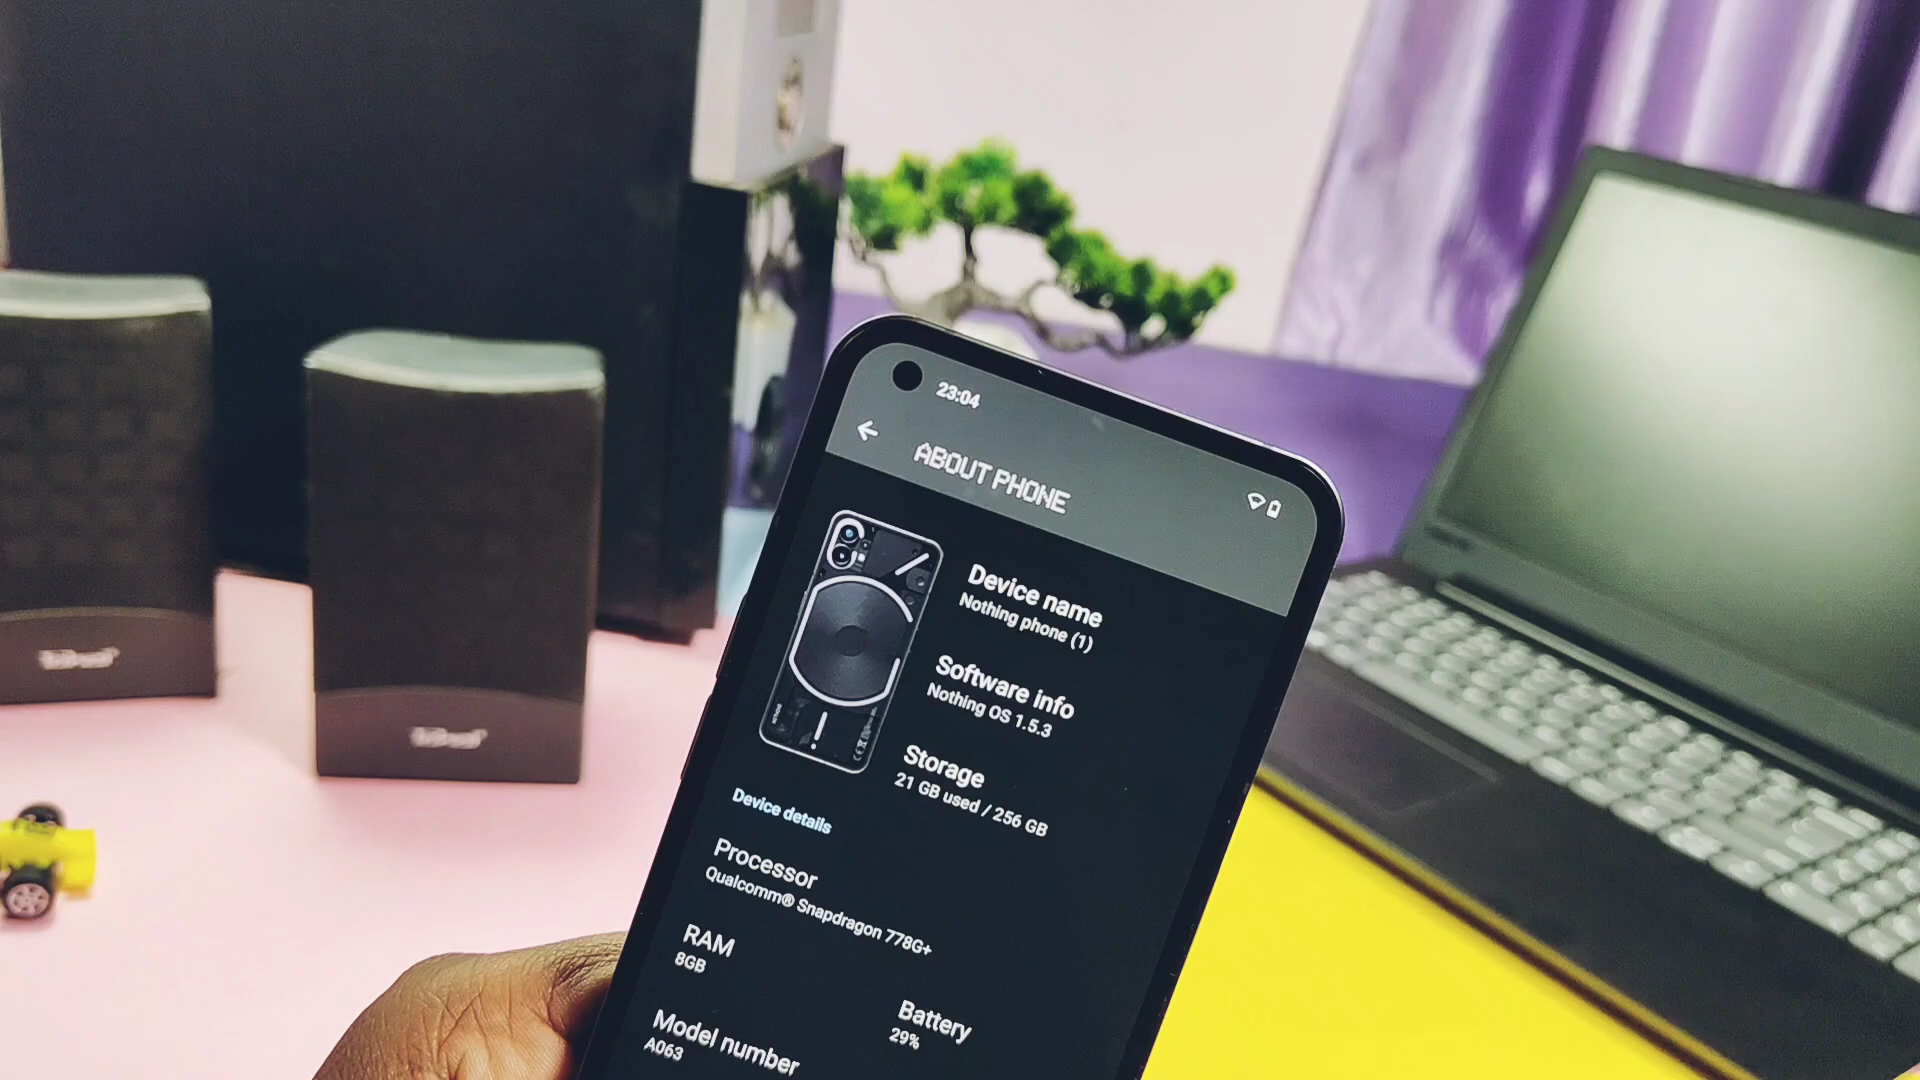 23:04
ABOUT PHONE
Device name
Nothing phone (1)
Software info
Nothing OS 1.5.3
Storage
21 GB used / 256 GB
Device details
Processor
Qualcomm® Snapdragon 778G+
RAM
8GB
Battery
29%
Model number
A063